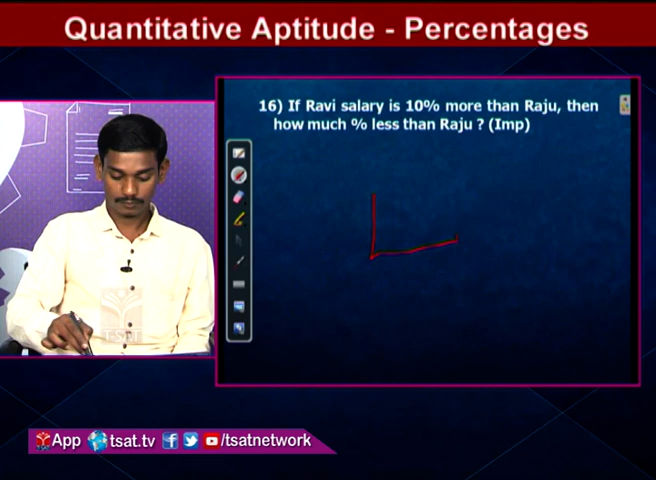 Quantitative Aptitude - Percentages
16) If Ravi salary is 10% more than Raju, then
how much % less than Raju ? (Imp)
T-SAT
App tsat.tv /tsatnetwork